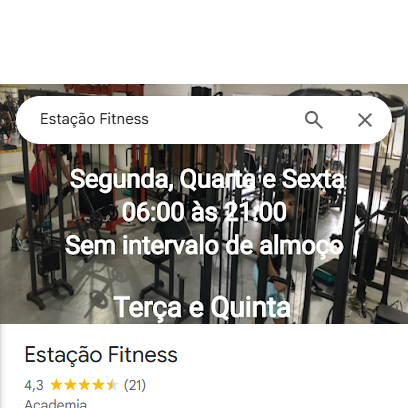 Estação Fitness
Segunda, Quarta e Sexta
06:00 às 21:00
Sem intervalo de almoço
Terça e Quinta
Estação Fitness
4,3 (21)
Academia